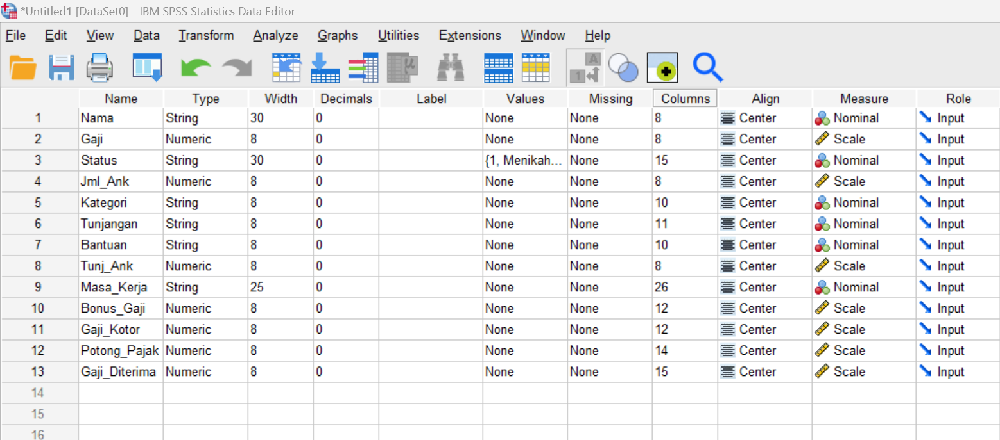 *Untitled1 [DataSet0] - IBM SPSS Statistics Data Editor
File Edit View Data Transform Analyze Graphs Utilities Extensions Window Help
Name Type Width Decimals Label Values Missing Columns Align Measure Role
1 Nama String 30 0 None None 8 Center Nominal Input
2 Gaji Numeric 8 0 None None 8 Center Scale Input
3 Status String 30 0 {1, Menikah... None 15 Center Nominal Input
4 Jml_Ank Numeric 8 0 None None 8 Center Scale Input
5 Kategori String 8 0 None None 10 Center Nominal Input
6 Tunjangan String 8 0 None None 11 Center Nominal Input
7 Bantuan String 8 0 None None 10 Center Nominal Input
8 Tunj_Ank Numeric 8 0 None None 8 Center Scale Input
9 Masa_Kerja String 25 0 None None 26 Center Nominal Input
10 Bonus_Gaji Numeric 8 0 None None 12 Center Scale Input
11 Gaji_Kotor Numeric 8 0 None None 12 Center Scale Input
12 Potong_Pajak Numeric 8 0 None None 14 Center Scale Input
13 Gaji_Diterima Numeric 8 0 None None 15 Center Scale Input
14
15
16